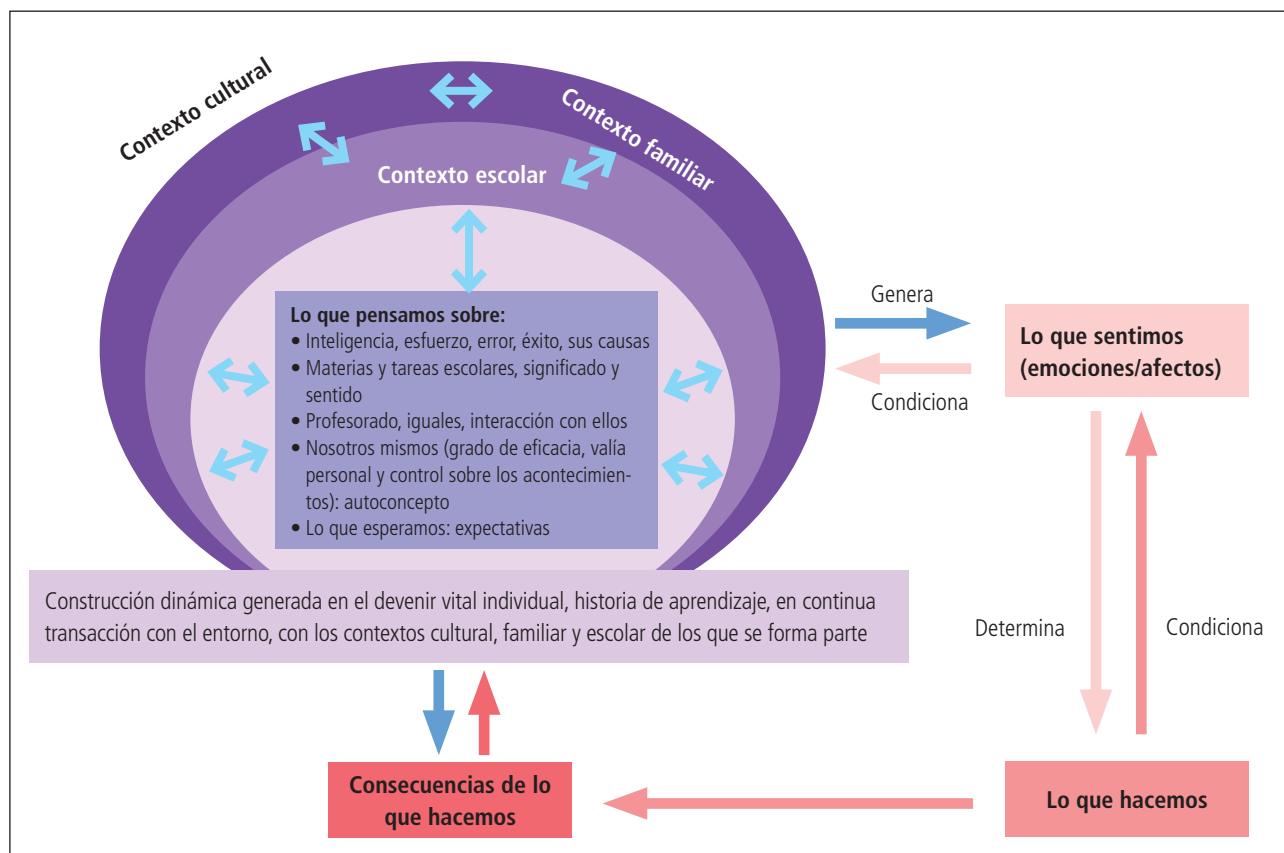 Contexto cultural
Contexto familiar
Contexto escolar
Lo que pensamos sobre:
• Inteligencia, esfuerzo, error, éxito, sus causas
• Materias y tareas escolares, significado y
sentido
• Profesorado, iguales, interacción con ellos
• Nosotros mismos (grado de eficacia, valía
personal y control sobre los acontecimien-
tos): autoconcepto
• Lo que esperamos: expectativas
Genera
Condiciona
Lo que sentimos
(emociones/afectos)
Construcción dinámica generada en el devenir vital individual, historia de aprendizaje, en continua
transacción con el entorno, con los contextos cultural, familiar y escolar de los que se forma parte
Determina
Condiciona
Consecuencias de lo
que hacemos
Lo que hacemos